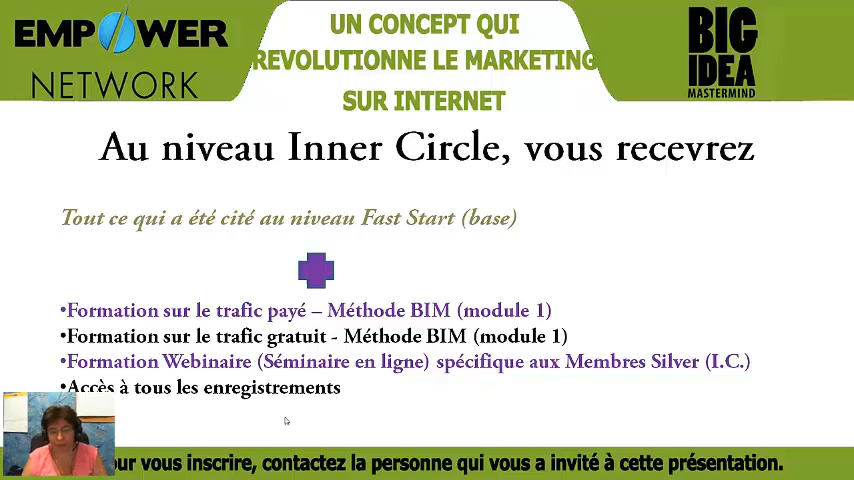 EMPOWER
NETWORK
UN CONCEPT QUI
REVOLUTIONNE LE MARKETING
SUR INTERNET
BIG
IDEA
MASTERMIND
Au niveau Inner Circle, vous recevrez
Tout ce qui a été cité au niveau Fast Start (base)
•Formation sur le trafic payé – Méthode BIM (module 1)
•Formation sur le trafic gratuit - Méthode BIM (module 1)
•Formation Webinaire (Séminaire en ligne) spécifique aux Membres Silver (I.C.)
•Accès à tous les enregistrements
our vous inscrire, contactez la personne qui vous a invité à cette présentation.